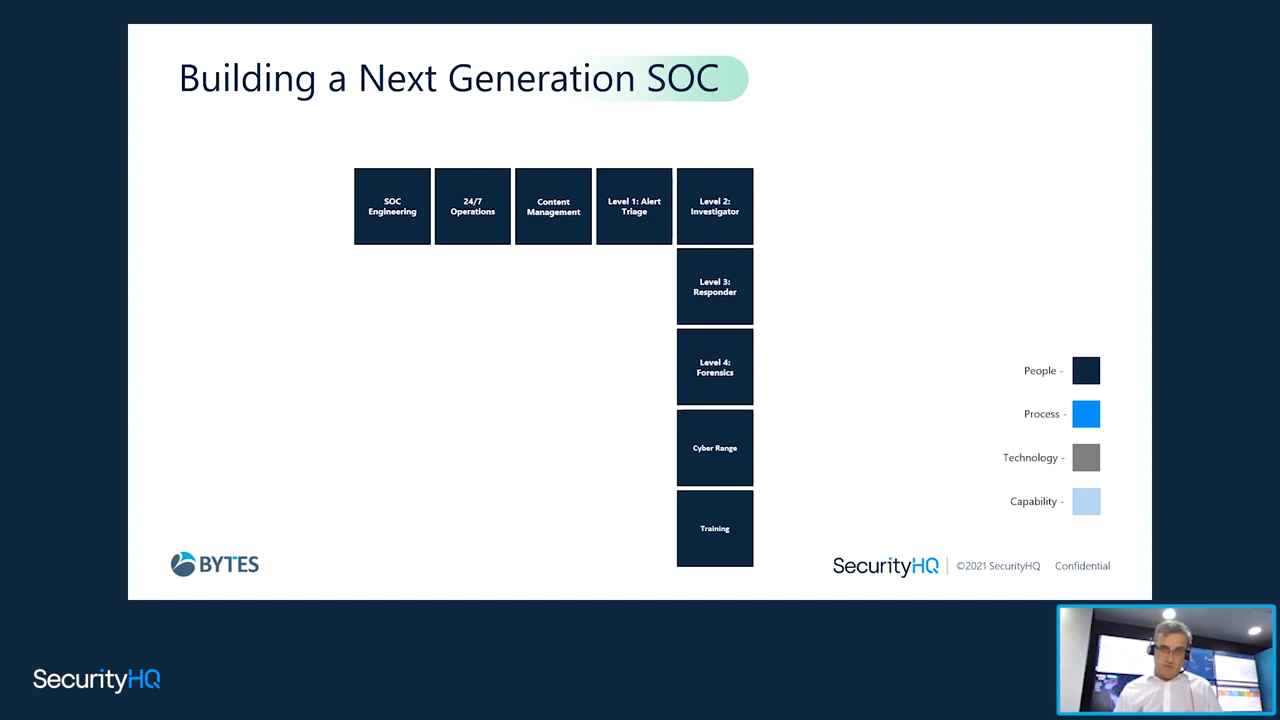 Building a Next Generation SOC
SOC
Engineering
24/7
Operations
Content
Management
Level 1: Alert
Triage
Level 2:
Investigator
Level 3:
Responder
Level 4:
Forensics
Cyber Range
Training
People -
Process -
Technology -
Capability -
BYTES
SecurityHQ
©2021 SecurityHQ Confidential
SecurityHQ